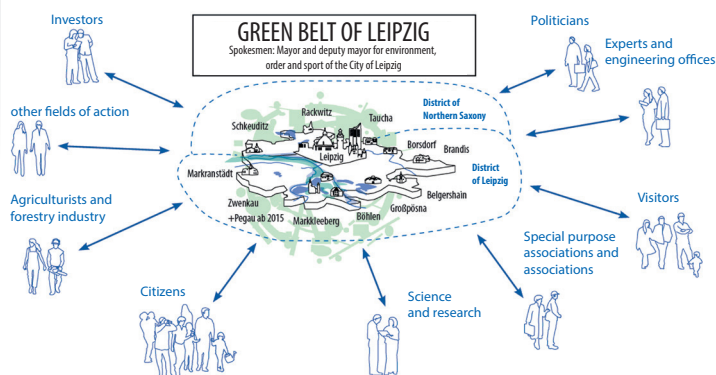 GREEN BELT OF LEIPZIG
Spokesmen: Mayor and deputy mayor for environment,
order and sport of the City of Leipzig
Investors
Politicians
Experts and
engineering offices
other fields of action
District of
Northern Saxony
Rackwitz
Taucha
Schkeuditz
Leipzig
Borsdorf
Brandis
Markranstädt
District
of Leipzig
Agriculturists and
forestry industry
Zwenkau
+Pegau ab 2015
Markkleeberg
Böhlen
Großpösna
Belgershain
Visitors
Special purpose
associations and
associations
Citizens
Science
and research